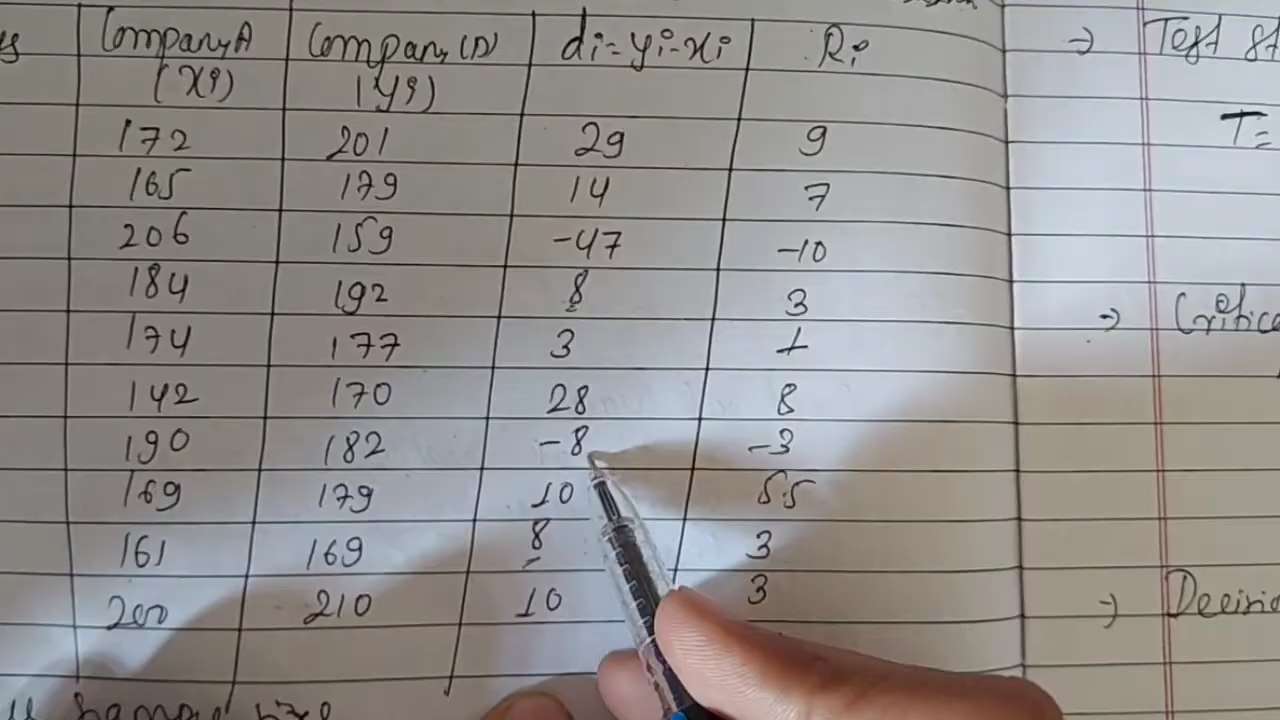 Company A Company (D) di=yi-xi Ri → Test St
(Xi) (Yi)
172 201 29 9 T=
165 179 14 7
206 159 -47 -10
184 192 8 3 → Critica
174 177 3 1
142 170 28 8
190 182 -8 -3
169 179 10 5.5
161 169 8 3
200 210 10 3 → Decisio